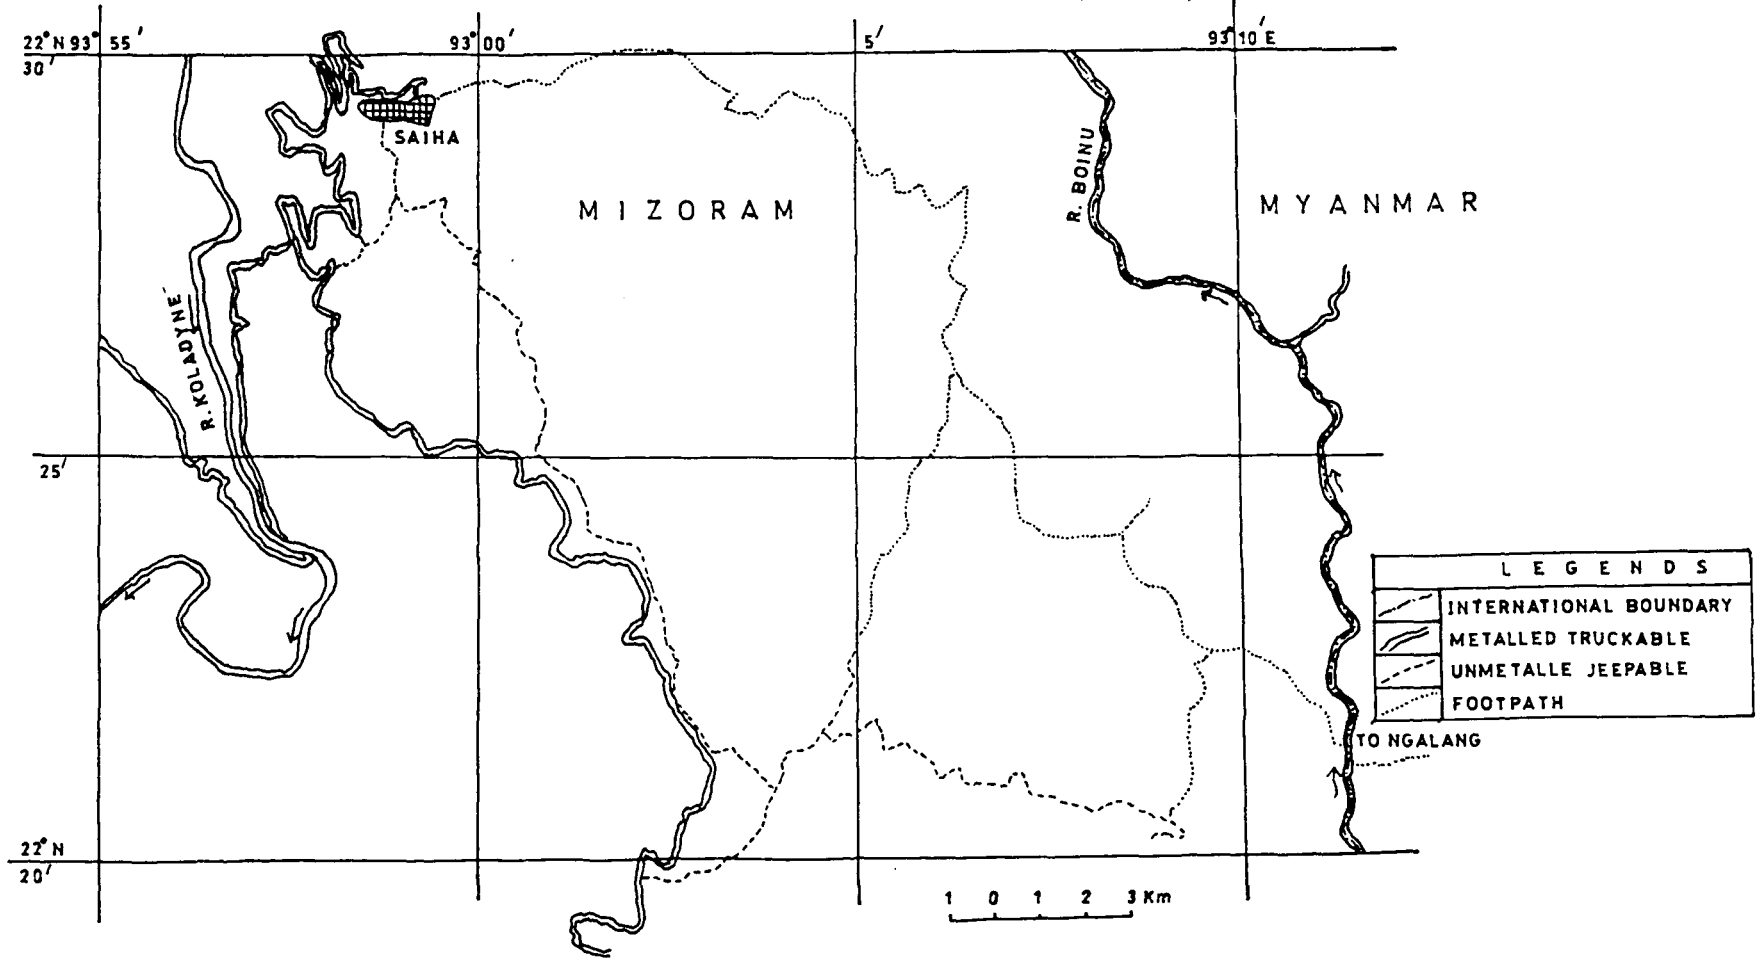 22°N 93°55′
93°00′
5′
93°10′E
30′
SAIHA
R. BOINU
MIZORAM
MYANMAR
R. KOLADYNE
25′
LEGENDS
INTERNATIONAL BOUNDARY
METALLED TRUCKABLE
UNMETALLE JEEPABLE
FOOTPATH
TO NGALANG
22°N
20′
1 0 1 2 3 Km